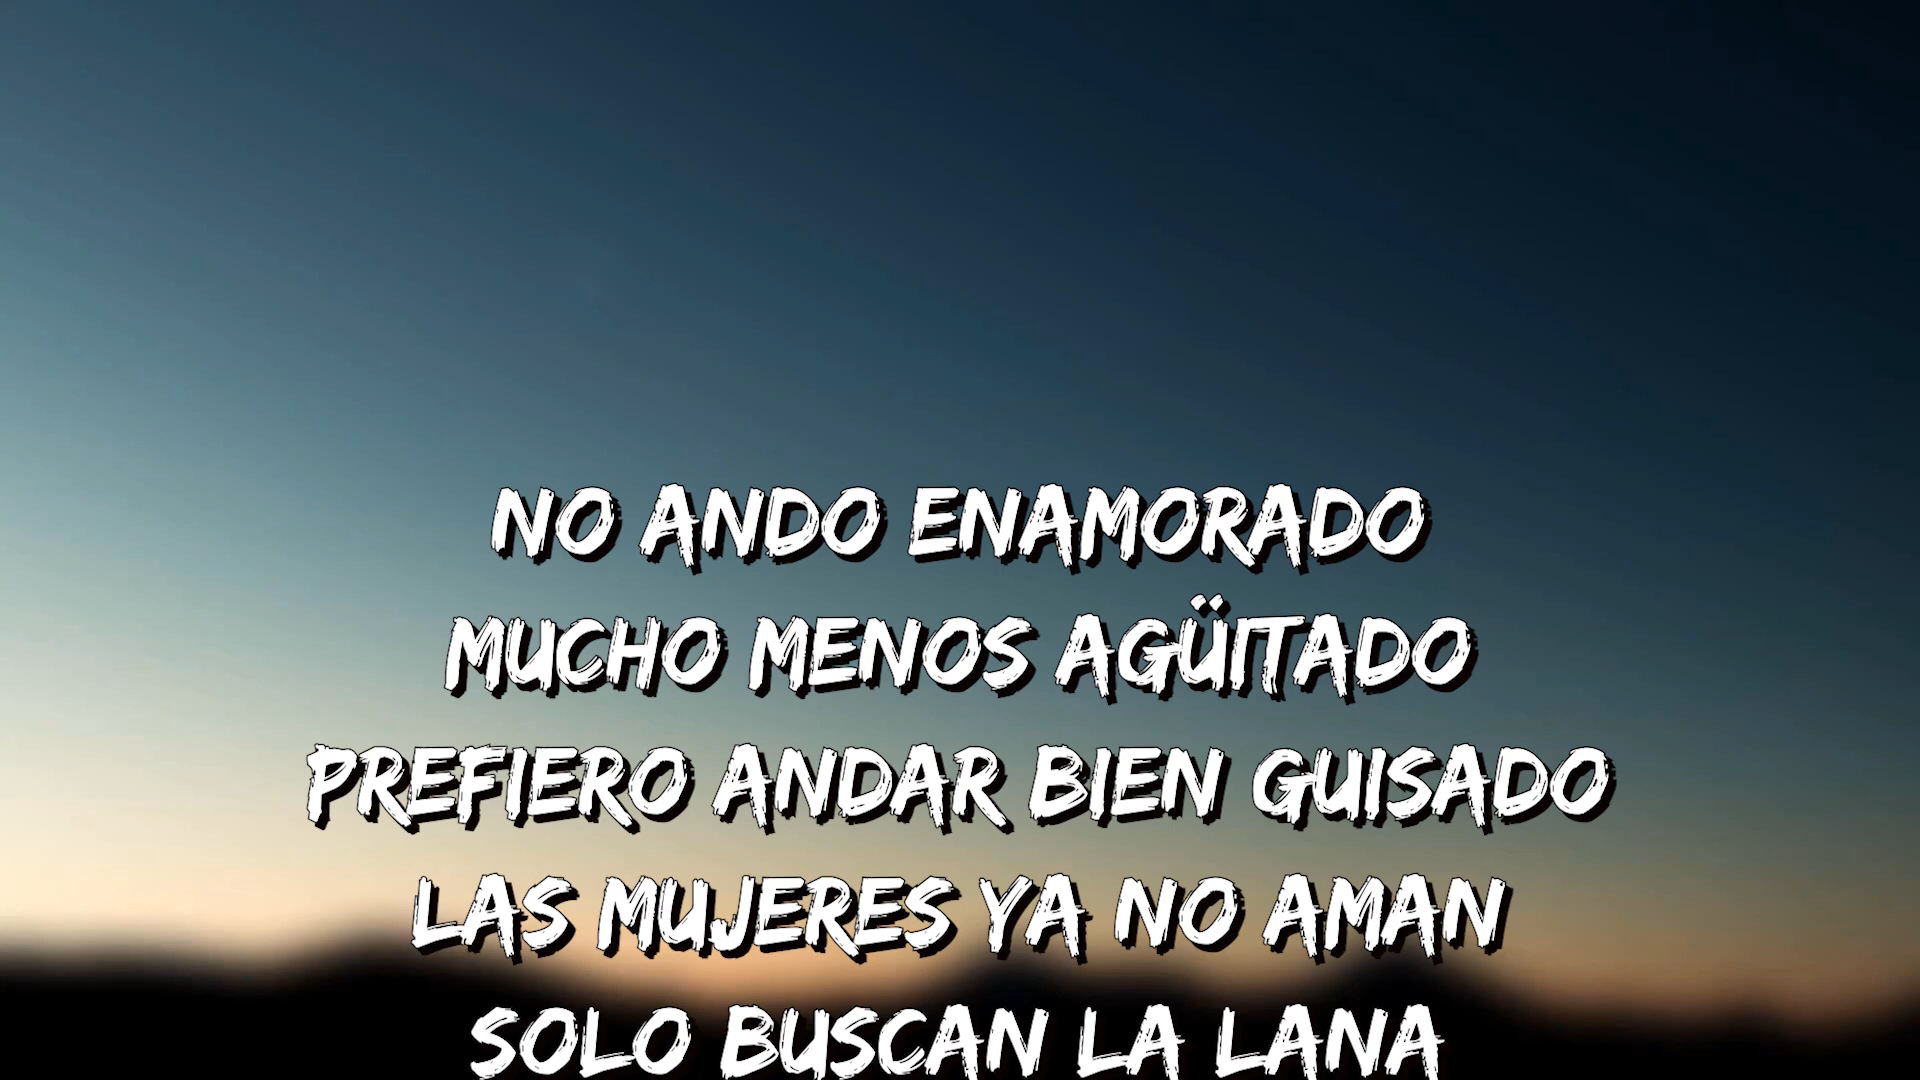 NO ANDO ENAMORADO
MUCHO MENOS AGÜITADO
PREFIERO ANDAR BIEN GUISADO
LAS MUJERES YA NO AMAN
SOLO BUSCAN LA LANA